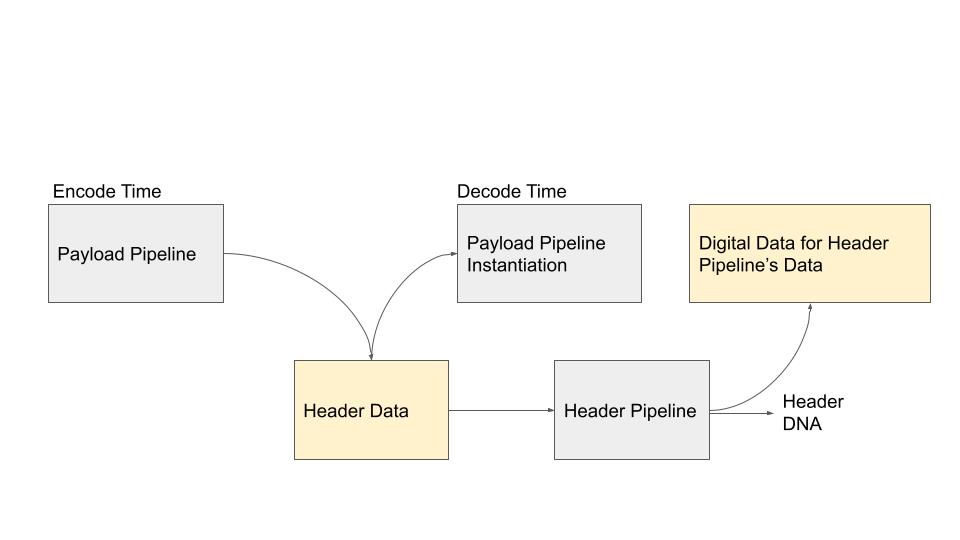 Encode Time
Decode Time
Payload Pipeline
Payload Pipeline
Instantiation
Digital Data for Header
Pipeline’s Data
Header Data
Header Pipeline
Header
DNA